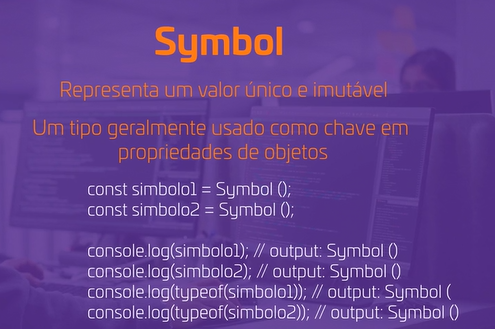 Symbol
Representa um valor único e imutável
Um tipo geralmente usado como chave em
propriedades de objetos
const simbolo1 = Symbol ();
const simbolo2 = Symbol ();
console.log(simbolo1); // output: Symbol ()
console.log(simbolo2); // output: Symbol ()
console.log(typeof(simbolo1)); // output: Symbol (
console.log(typeof(simbolo2)); // output: Symbol ()